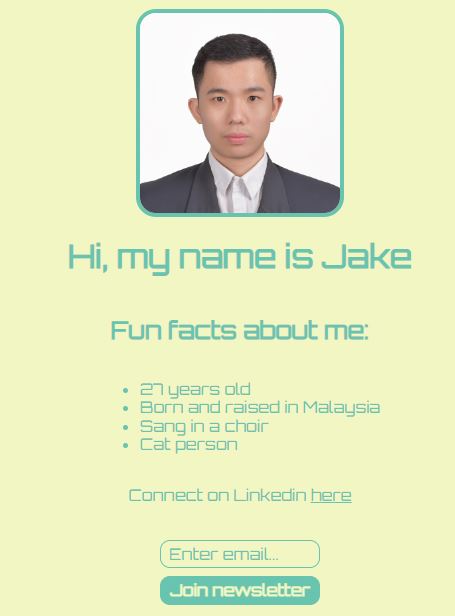 Hi, my name is Jake
Fun facts about me:
27 years old
Born and raised in Malaysia
Sang in a choir
Cat person
Connect on Linkedin here
Enter email...
Join newsletter